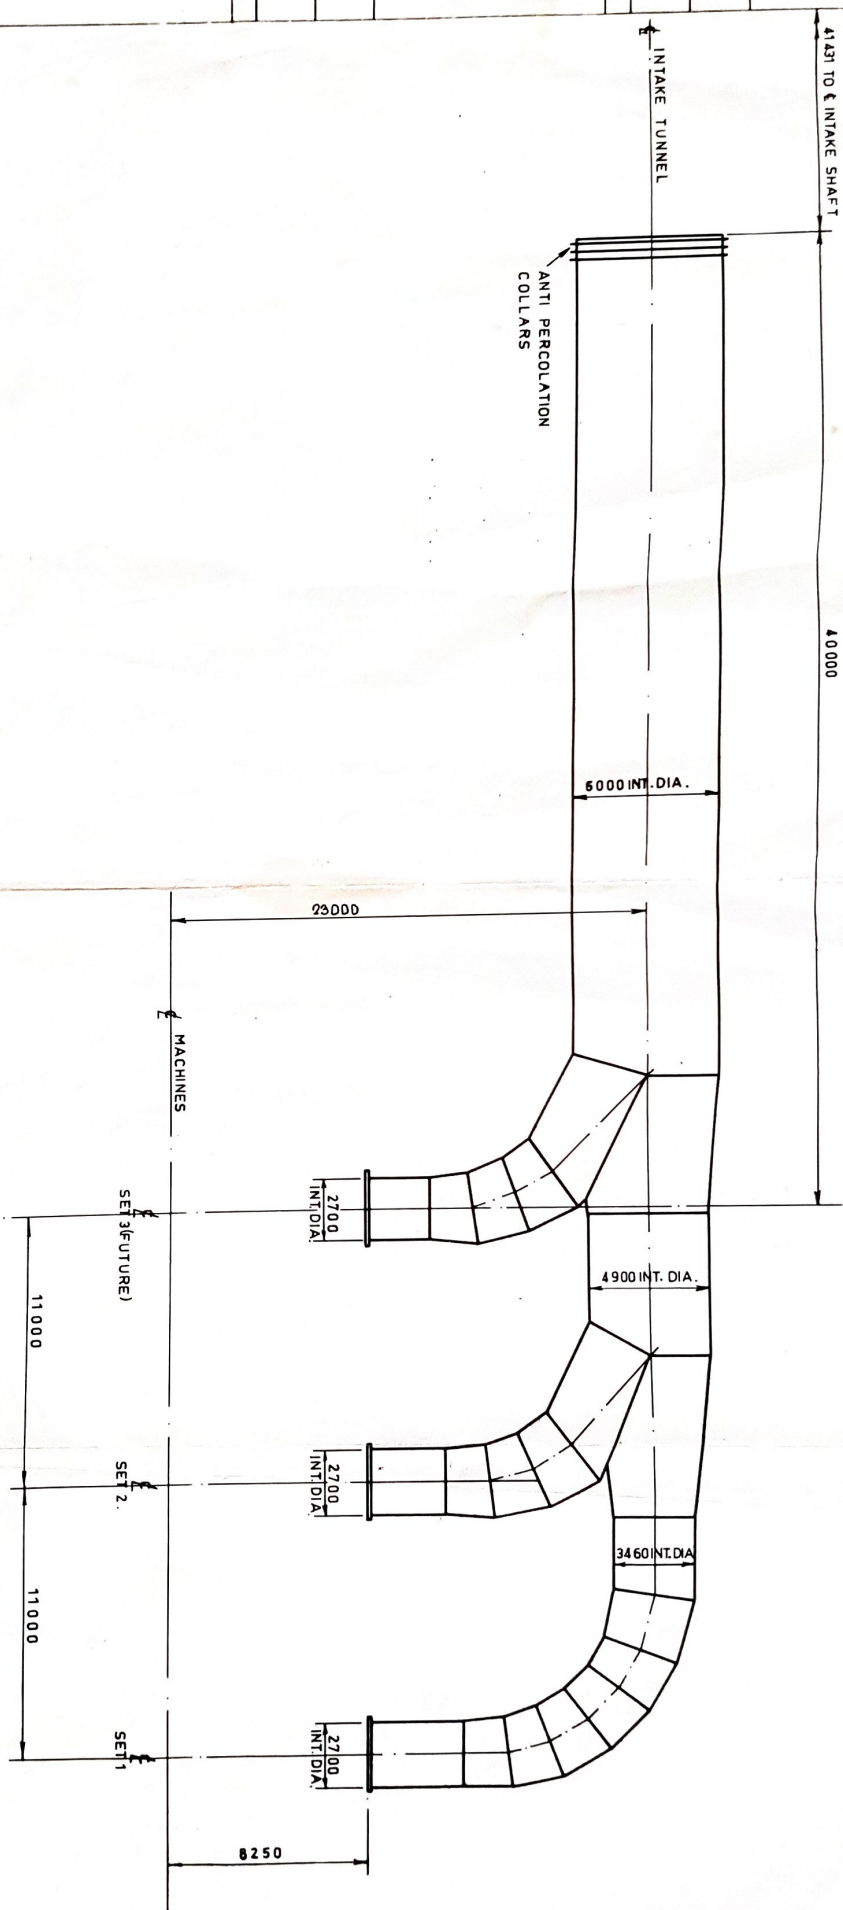 41431 TO ℄ INTAKE SHAFT
40000
℄ INTAKE TUNNEL
ANTI PERCOLATION
COLLARS
6000 INT. DIA.
23000
℄ MACHINES
4900 INT. DIA.
3460 INT. DIA
2700
INT. DIA.
2700
INT. DIA
2700
INT. DIA.
℄
SET 3 (FUTURE)
℄
SET 2.
℄
SET 1
11000
11000
8250